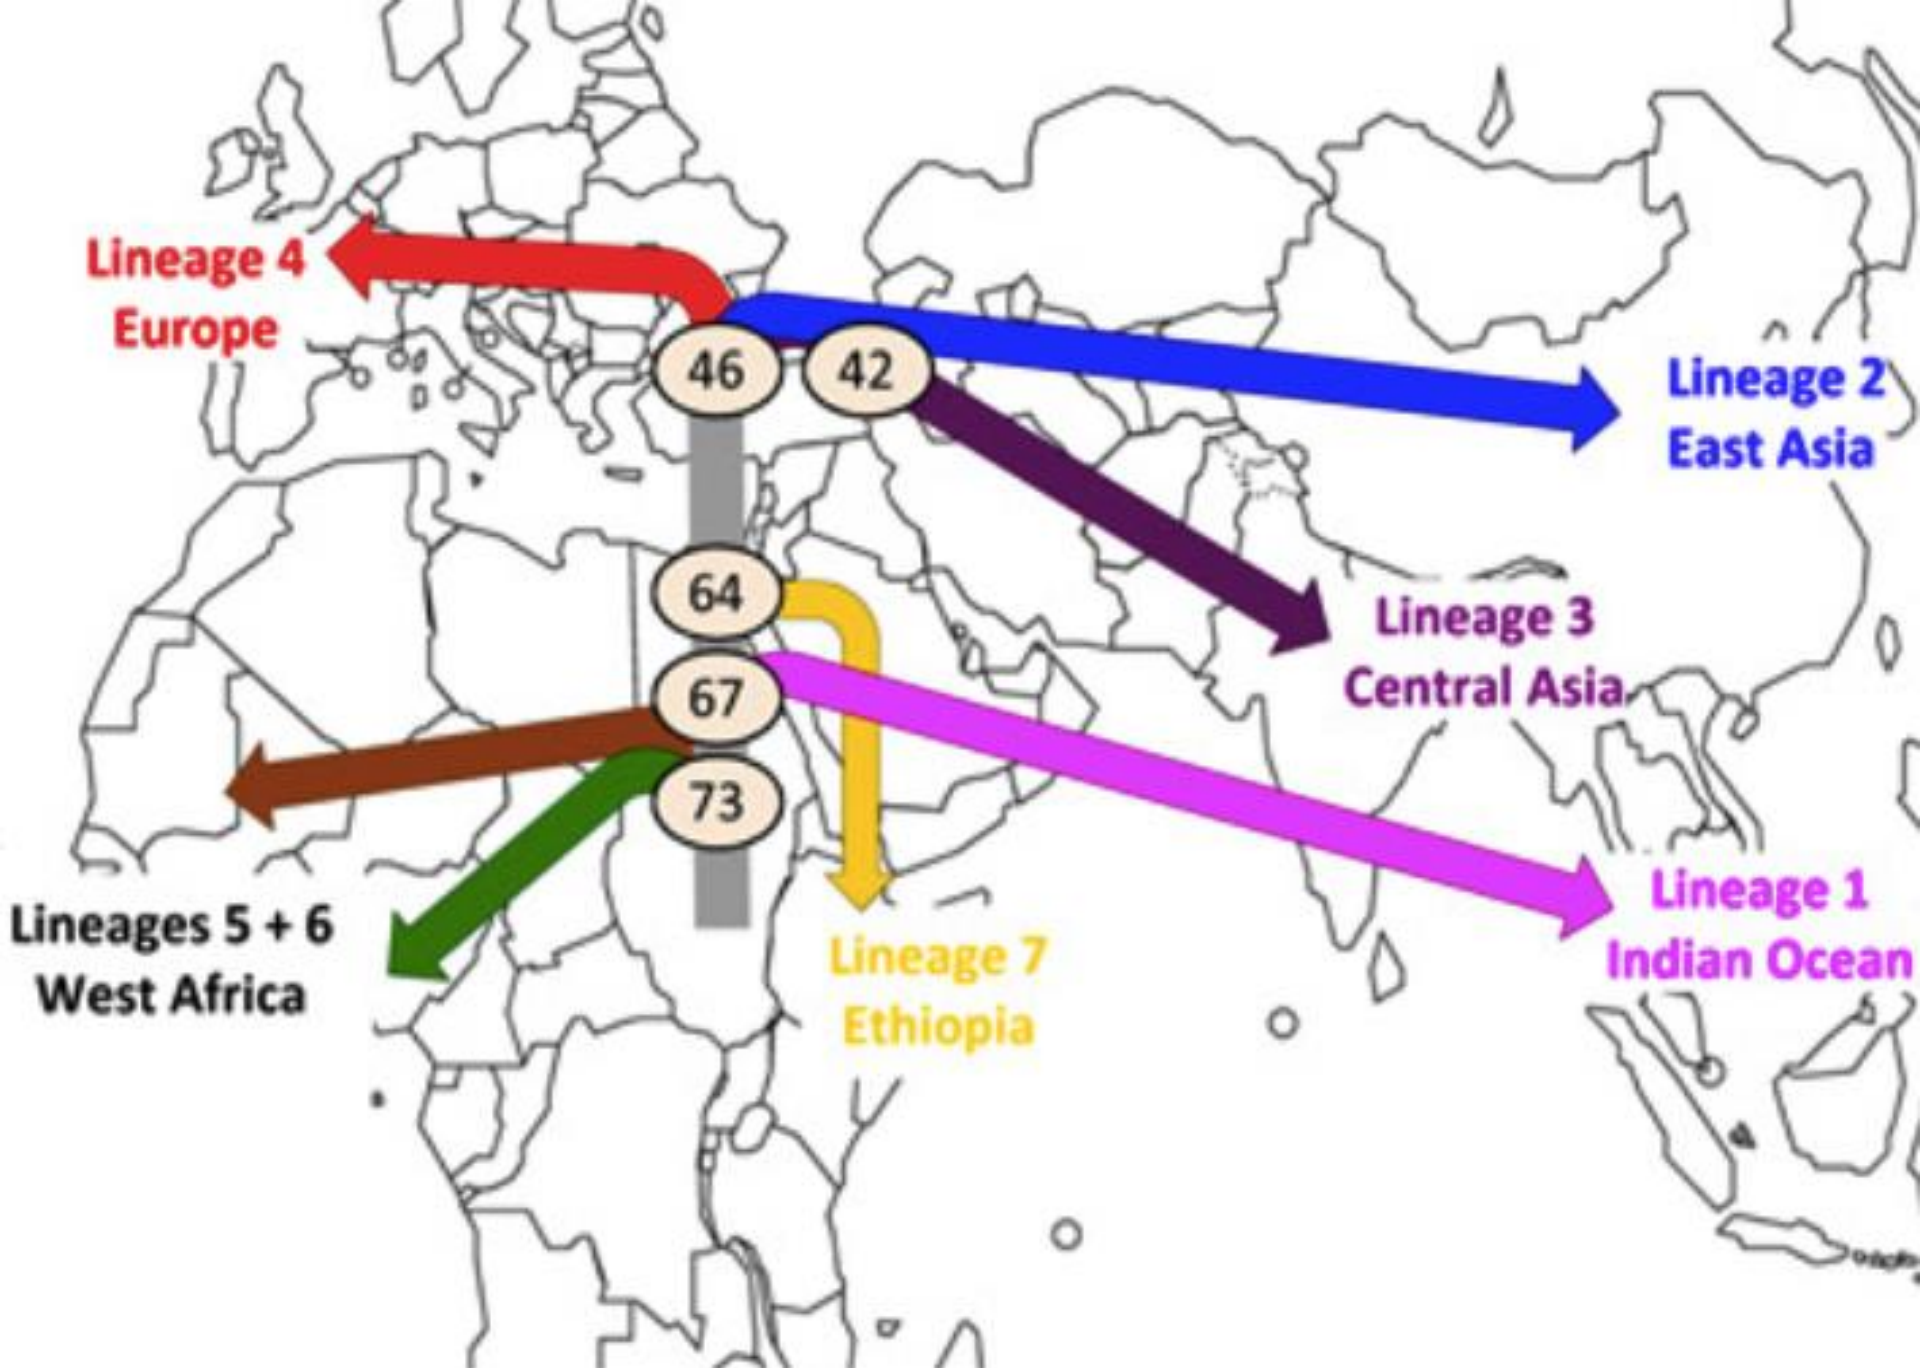 Lineage 4
Europe
46
42
Lineage 2
East Asia
64
Lineage 3
Central Asia
67
73
Lineage 1
Indian Ocean
Lineages 5 + 6
West Africa
Lineage 7
Ethiopia